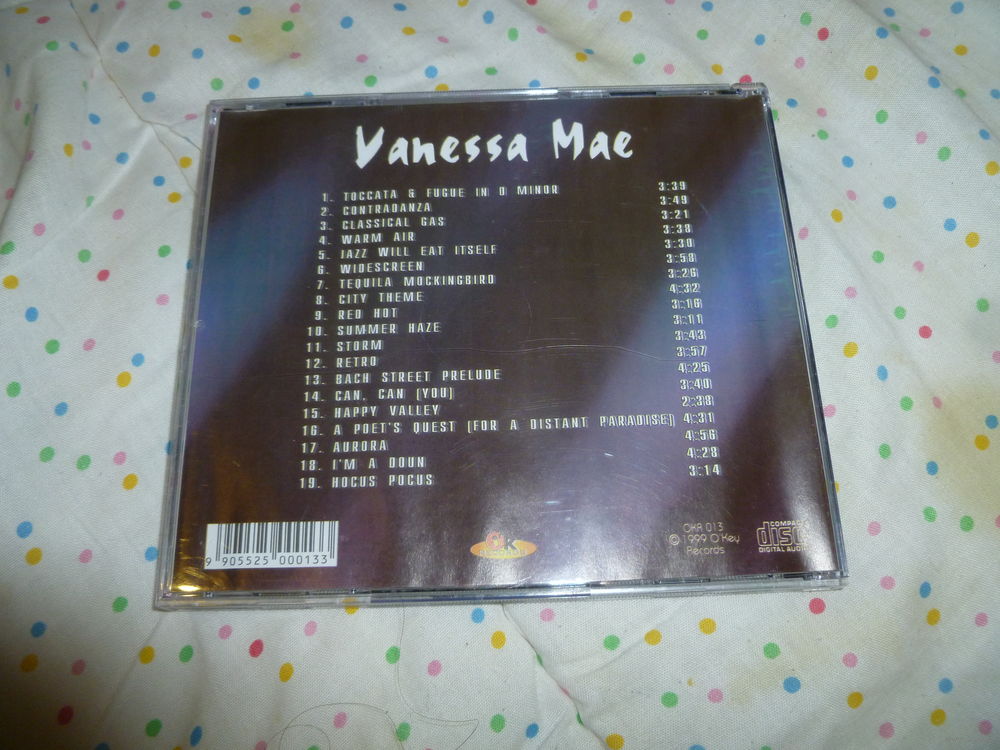 Vanessa Mae
1. TOCCATA & FUGUE IN D MINOR 3:39
2. CONTRADANZA 3:49
3. CLASSICAL GAS 3:21
4. WARM AIR 3:38
5. JAZZ WILL EAT ITSELF 3:30
6. WIDESCREEN 3:58
7. TEQUILA MOCKINGBIRD 3:26
8. CITY THEME 4:32
9. RED HOT 3:16
10. SUMMER HAZE 3:11
11. STORM 3:43
12. RETRO 3:57
13. BACH STREET PRELUDE 4:25
14. CAN, CAN (YOU) 3:40
15. HAPPY VALLEY 2:38
16. A POET'S QUEST (FOR A DISTANT PARADISE) 4:31
17. AURORA 4:56
18. I'M A DOUN 4:28
19. HOCUS POCUS 3:14
9 905525 000133
OK
OKR 013
© 1999 O'Key
Records
COMPACT
disc
DIGITAL AUDIO